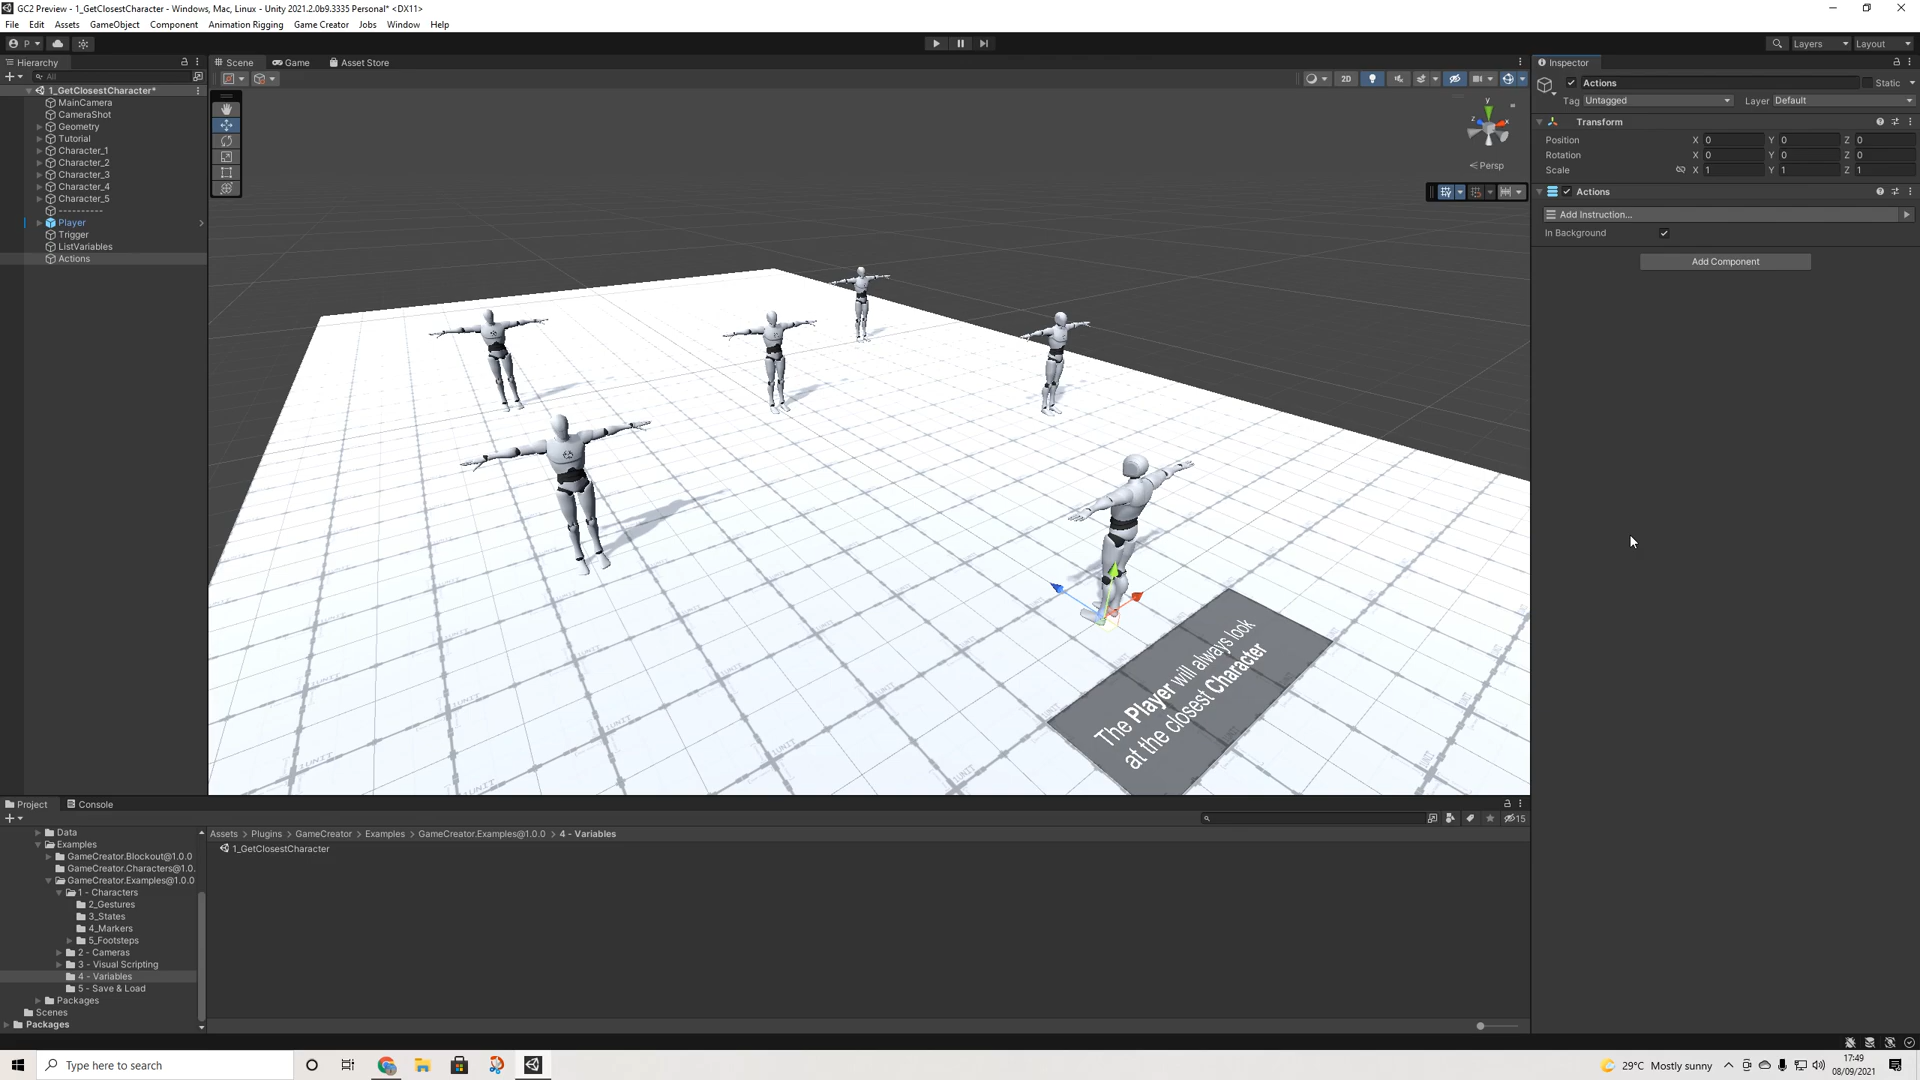 GC2 Preview - 1_GetClosestCharacter - Windows, Mac, Linux - Unity 2021.2.0b9.3335 Personal* <DX11>
File Edit Assets GameObject Component Animation Rigging Game Creator Jobs Window Help
P
Layers Layout
Hierarchy
All
1_GetClosestCharacter*
MainCamera
CameraShot
Geometry
Tutorial
Character_1
Character_2
Character_3
Character_4
Character_5
----------
Player
Trigger
ListVariables
Actions
Scene Game Asset Store
2D
y
x
z
Persp
The Player will always look
at the closest Character
Inspector
Actions Static
Tag Untagged Layer Default
Transform
Position X 0 Y 0 Z 0
Rotation X 0 Y 0 Z 0
Scale X 1 Y 1 Z 1
Actions
Add Instruction...
In Background
Add Component
Project Console
15
Data
Examples
GameCreator.Blockout@1.0.0
GameCreator.Characters@1.0.
GameCreator.Examples@1.0.0
1 - Characters
2_Gestures
3_States
4_Markers
5_Footsteps
2 - Cameras
3 - Visual Scripting
4 - Variables
5 - Save & Load
Packages
Scenes
Packages
Assets > Plugins > GameCreator > Examples > GameCreator.Examples@1.0.0 > 4 - Variables
1_GetClosestCharacter
Type here to search
29°C Mostly sunny
17:49
08/09/2021